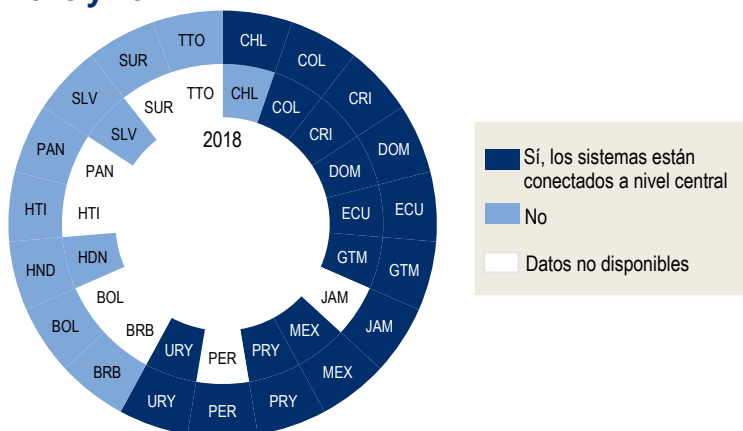 TTO
CHL
COL
CRI
DOM
ECU
GTM
JAM
MEX
PRY
PER
URY
BRB
BOL
HND
HTI
PAN
SLV
SUR
TTO
CHL
COL
CRI
DOM
ECU
GTM
JAM
MEX
PRY
PER
URY
BRB
BOL
HDN
HTI
PAN
SLV
SUR
2018
Sí, los sistemas están
conectados a nivel central
No
Datos no disponibles